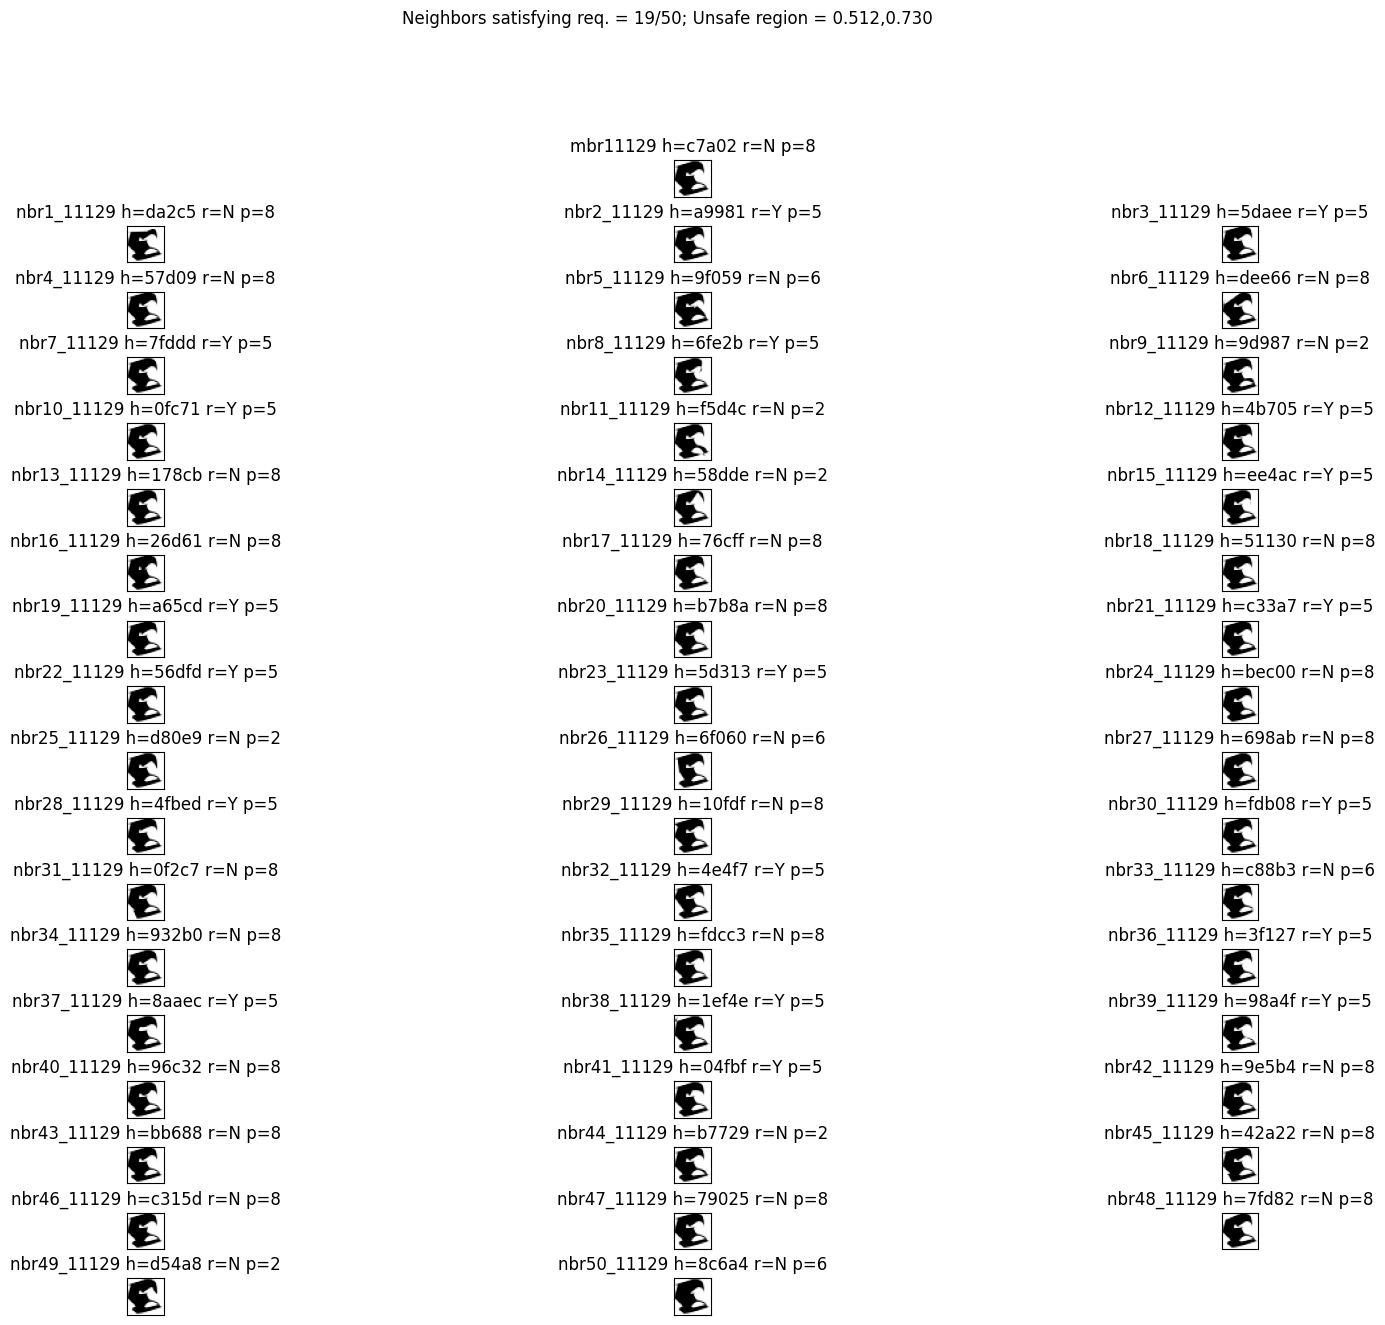 Neighbors satisfying req. = 19/50; Unsafe region = 0.512,0.730
mbr11129 h=c7a02 r=N p=8
nbr1_11129 h=da2c5 r=N p=8
nbr2_11129 h=a9981 r=Y p=5
nbr3_11129 h=5daee r=Y p=5
nbr4_11129 h=57d09 r=N p=8
nbr5_11129 h=9f059 r=N p=6
nbr6_11129 h=dee66 r=N p=8
nbr7_11129 h=7fddd r=Y p=5
nbr8_11129 h=6fe2b r=Y p=5
nbr9_11129 h=9d987 r=N p=2
nbr10_11129 h=0fc71 r=Y p=5
nbr11_11129 h=f5d4c r=N p=2
nbr12_11129 h=4b705 r=Y p=5
nbr13_11129 h=178cb r=N p=8
nbr14_11129 h=58dde r=N p=2
nbr15_11129 h=ee4ac r=Y p=5
nbr16_11129 h=26d61 r=N p=8
nbr17_11129 h=76cff r=N p=8
nbr18_11129 h=51130 r=N p=8
nbr19_11129 h=a65cd r=Y p=5
nbr20_11129 h=b7b8a r=N p=8
nbr21_11129 h=c33a7 r=Y p=5
nbr22_11129 h=56dfd r=Y p=5
nbr23_11129 h=5d313 r=Y p=5
nbr24_11129 h=bec00 r=N p=8
nbr25_11129 h=d80e9 r=N p=2
nbr26_11129 h=6f060 r=N p=6
nbr27_11129 h=698ab r=N p=8
nbr28_11129 h=4fbed r=Y p=5
nbr29_11129 h=10fdf r=N p=8
nbr30_11129 h=fdb08 r=Y p=5
nbr31_11129 h=0f2c7 r=N p=8
nbr32_11129 h=4e4f7 r=Y p=5
nbr33_11129 h=c88b3 r=N p=6
nbr34_11129 h=932b0 r=N p=8
nbr35_11129 h=fdcc3 r=N p=8
nbr36_11129 h=3f127 r=Y p=5
nbr37_11129 h=8aaec r=Y p=5
nbr38_11129 h=1ef4e r=Y p=5
nbr39_11129 h=98a4f r=Y p=5
nbr40_11129 h=96c32 r=N p=8
nbr41_11129 h=04fbf r=Y p=5
nbr42_11129 h=9e5b4 r=N p=8
nbr43_11129 h=bb688 r=N p=8
nbr44_11129 h=b7729 r=N p=2
nbr45_11129 h=42a22 r=N p=8
nbr46_11129 h=c315d r=N p=8
nbr47_11129 h=79025 r=N p=8
nbr48_11129 h=7fd82 r=N p=8
nbr49_11129 h=d54a8 r=N p=2
nbr50_11129 h=8c6a4 r=N p=6